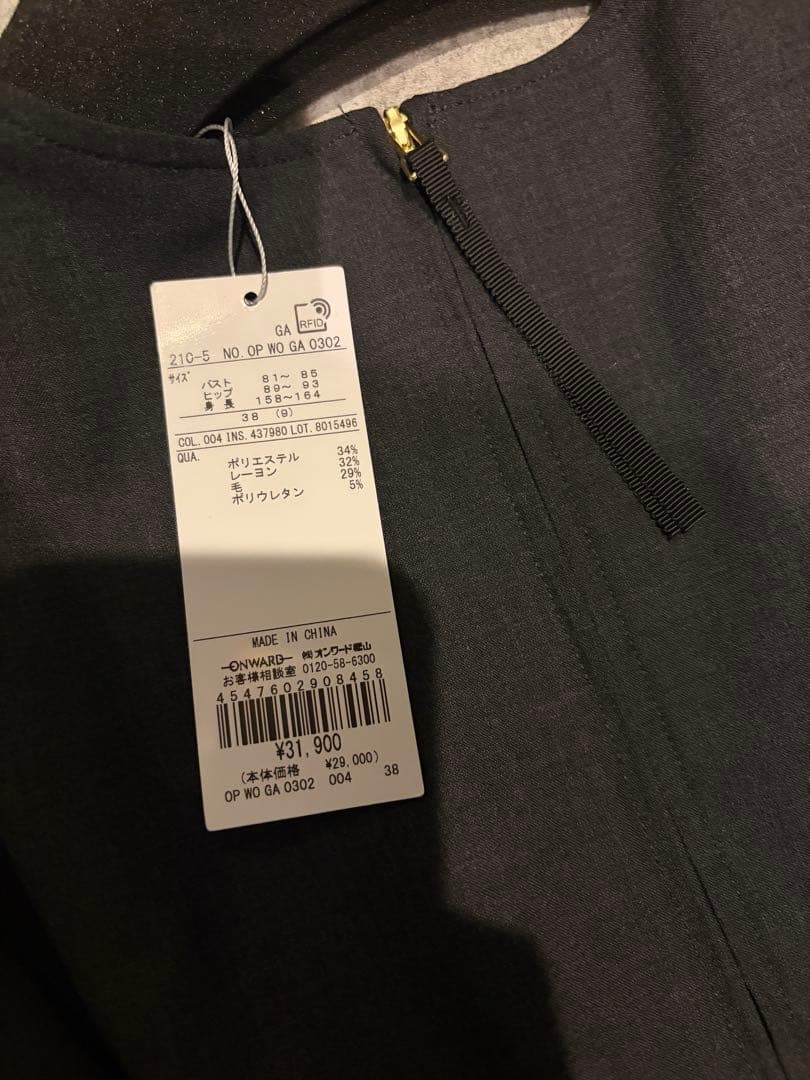 GA RFID
21C-5 NO. OP WO GA 0302
サイズ
バスト 81～ 85
ヒップ 89～ 93
身 長 158～164
38 (9)
COL. 004 INS. 437980 LOT. 8015496
QUA.
ポリエステル 34%
レーヨン 32%
毛 29%
ポリウレタン 5%
MADE IN CHINA
ONWARD ㈱オンワード樫山
お客様相談室 0120-58-6300
4547602908458
¥31,900
(本体価格 ¥29,000)
OP WO GA 0302 004 38